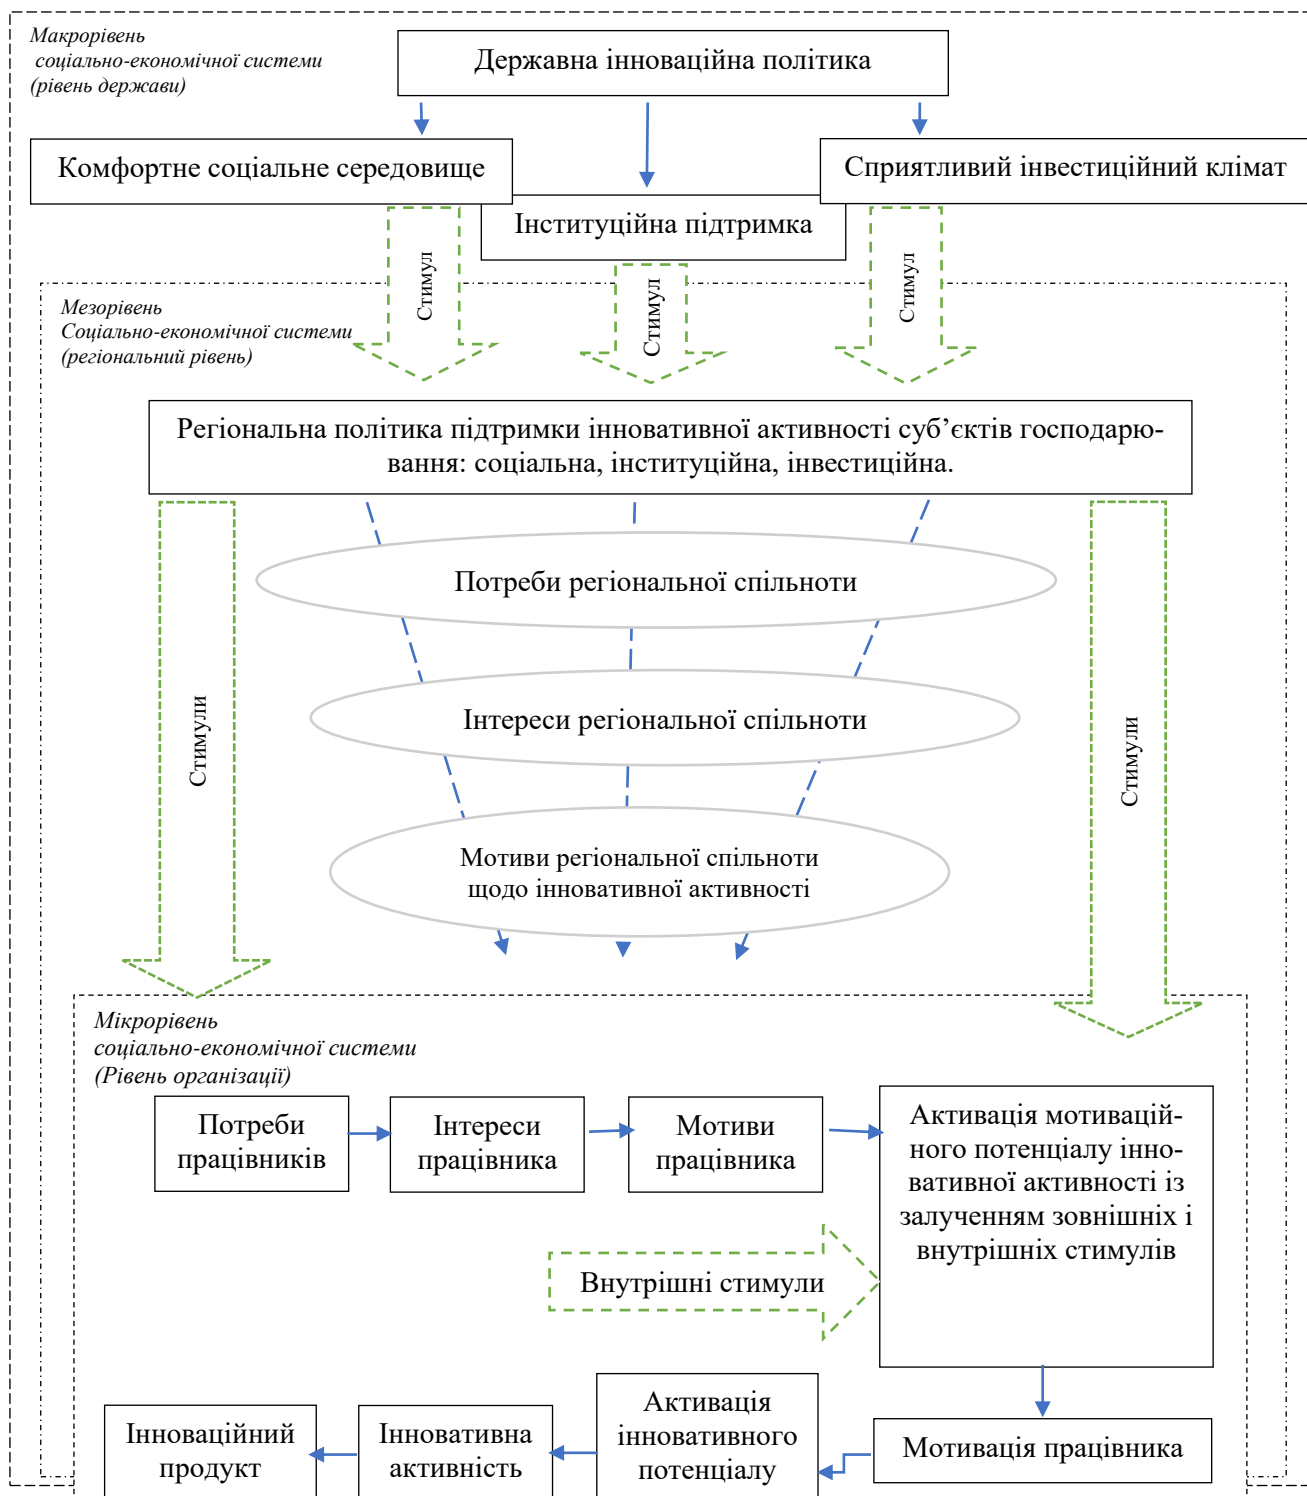 Макрорівень
соціально-економічної системи
(рівень держави)
Державна інноваційна політика
Комфортне соціальне середовище
Сприятливий інвестиційний клімат
Інституційна підтримка
Стимул
Стимул
Стимул
Мезорівень
Соціально-економічної системи
(регіональний рівень)
Регіональна політика підтримки інновативної активності суб’єктів господарю-
вання: соціальна, інституційна, інвестиційна.
Потреби регіональної спільноти
Інтереси регіональної спільноти
Стимули
Стимули
Мотиви регіональної спільноти
щодо інновативної активності
Мікрорівень
соціально-економічної системи
(Рівень організації)
Потреби
працівників
Інтереси
працівника
Мотиви
працівника
Активація мотивацій-
ного потенціалу інно-
вативної активності із
залученням зовнішніх і
внутрішніх стимулів
Внутрішні стимули
Інноваційний
продукт
Інновативна
активність
Активація
інновативного
потенціалу
Мотивація працівника